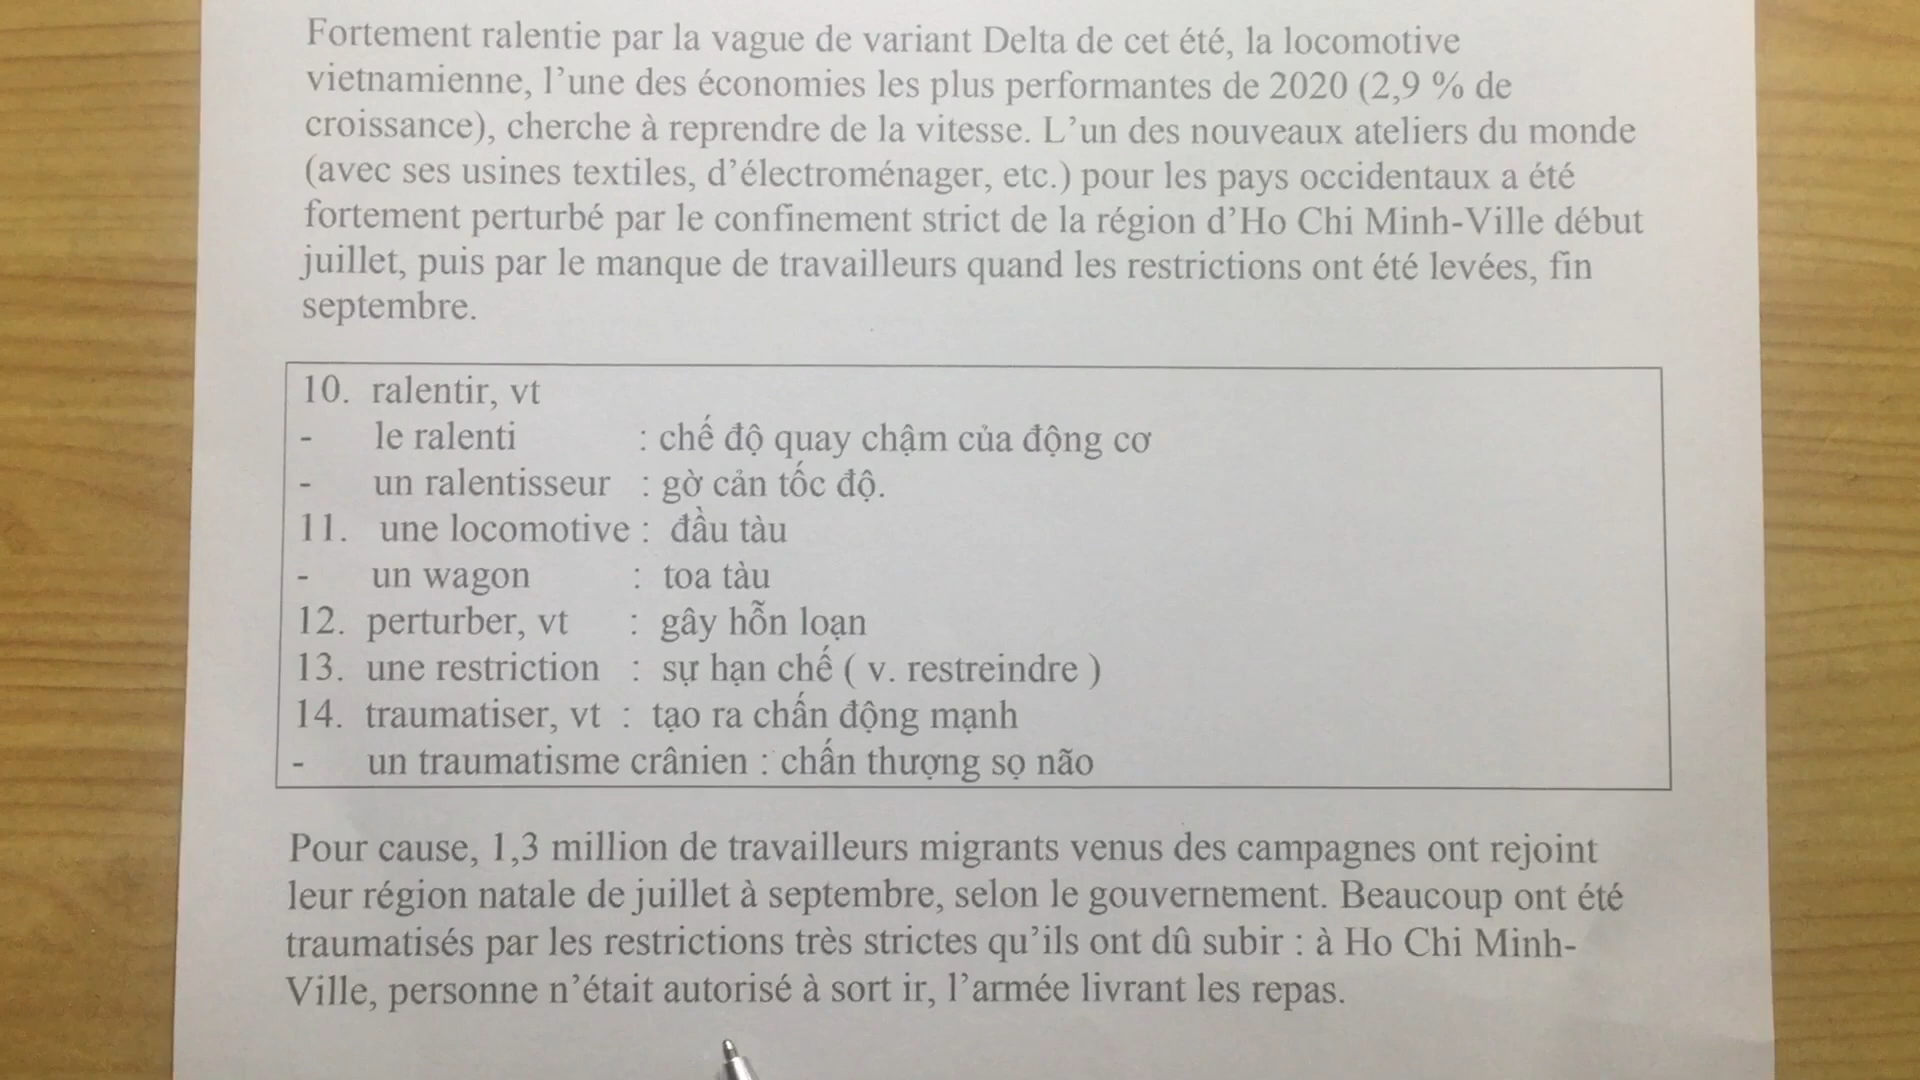 Fortement ralentie par la vague de variant Delta de cet été, la locomotive
vietnamienne, l’une des économies les plus performantes de 2020 (2,9 % de
croissance), cherche à reprendre de la vitesse. L’un des nouveaux ateliers du monde
(avec ses usines textiles, d’électroménager, etc.) pour les pays occidentaux a été
fortement perturbé par le confinement strict de la région d’Ho Chi Minh-Ville début
juillet, puis par le manque de travailleurs quand les restrictions ont été levées, fin
septembre.
10. ralentir, vt
- le ralenti : chế độ quay chậm của động cơ
- un ralentisseur : gờ cản tốc độ.
11. une locomotive : đầu tàu
- un wagon : toa tàu
12. perturber, vt : gây hỗn loạn
13. une restriction : sự hạn chế ( v. restreindre )
14. traumatiser, vt : tạo ra chấn động mạnh
- un traumatisme crânien : chấn thượng sọ não
Pour cause, 1,3 million de travailleurs migrants venus des campagnes ont rejoint
leur région natale de juillet à septembre, selon le gouvernement. Beaucoup ont été
traumatisés par les restrictions très strictes qu’ils ont dû subir : à Ho Chi Minh-
Ville, personne n’était autorisé à sort ir, l’armée livrant les repas.